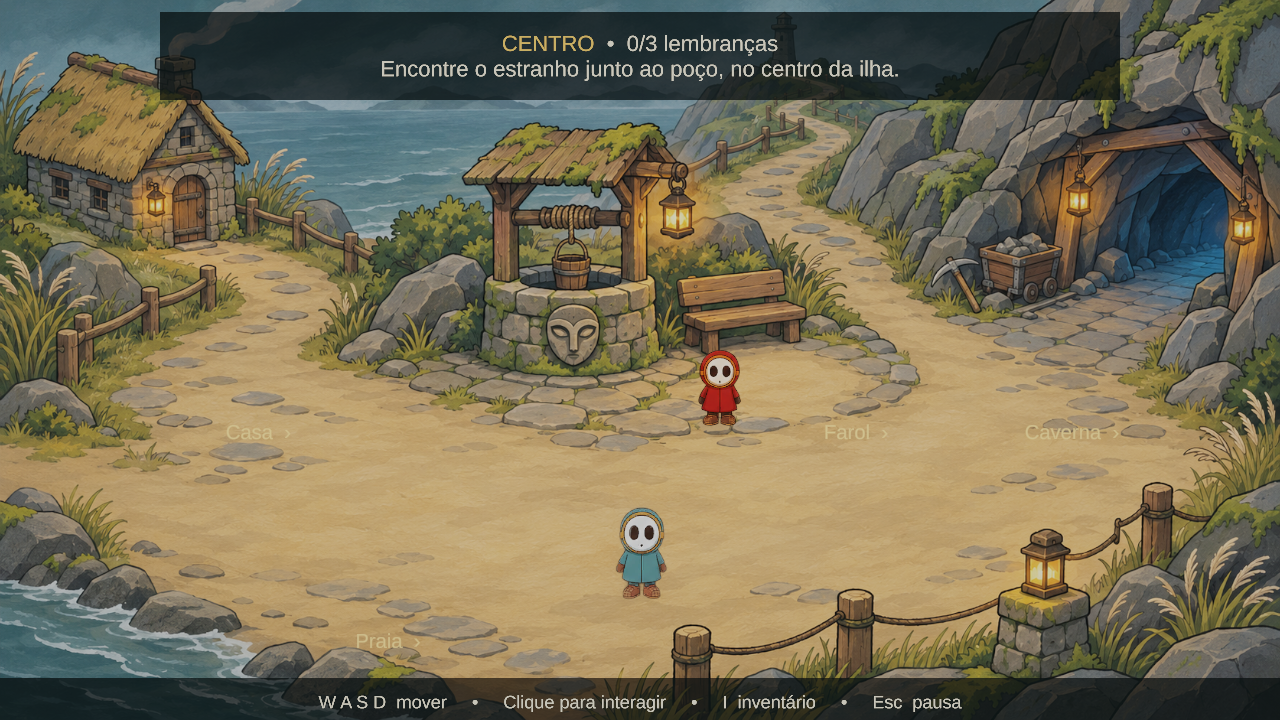 CENTRO • 0/3 lembranças
Encontre o estranho junto ao poço, no centro da ilha.
Casa ›
Farol ›
Caverna ›
Praia ›
W A S D mover • Clique para interagir • I inventário • Esc pausa